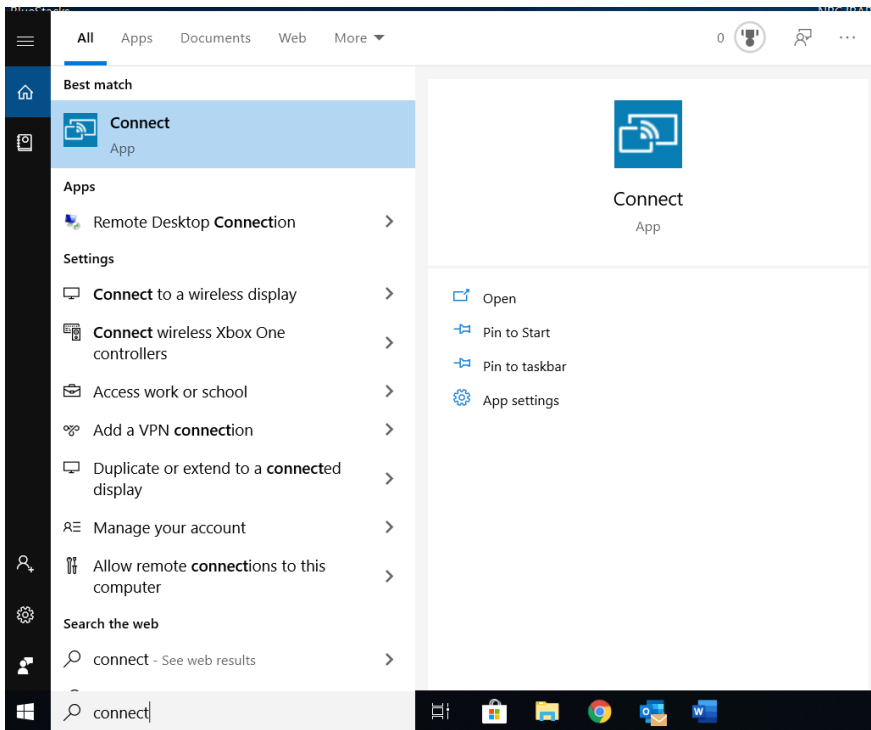 BlueStacks
All Apps Documents Web More 0
Best match
Connect
App
Apps
Remote Desktop Connection
Settings
Connect to a wireless display
Connect wireless Xbox One
controllers
Access work or school
Add a VPN connection
Duplicate or extend to a connected
display
Manage your account
Allow remote connections to this
computer
Search the web
connect - See web results
connect
Connect
App
Open
Pin to Start
Pin to taskbar
App settings